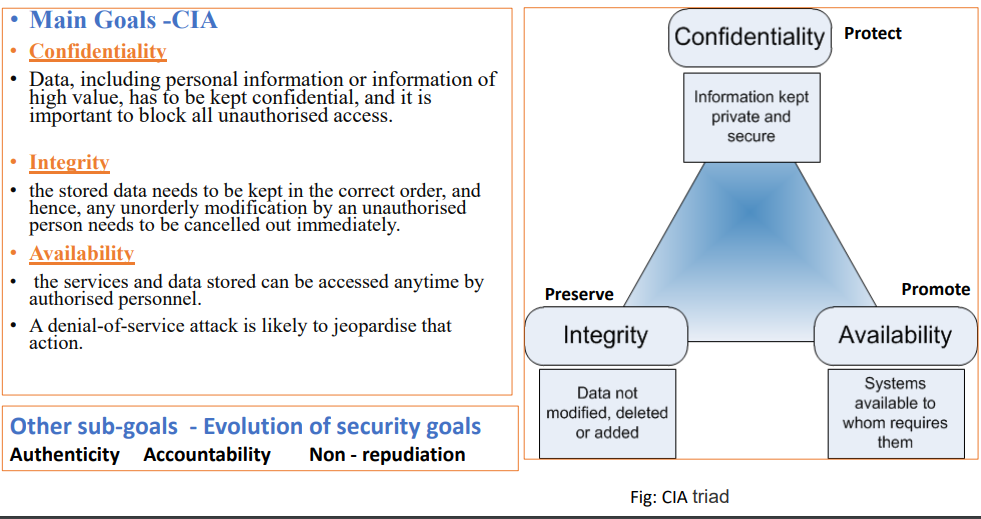 • Main Goals -CIA
• Confidentiality
• Data, including personal information or information of
high value, has to be kept confidential, and it is
important to block all unauthorised access.
• Integrity
• the stored data needs to be kept in the correct order, and
hence, any unorderly modification by an unauthorised
person needs to be cancelled out immediately.
• Availability
• the services and data stored can be accessed anytime by
authorised personnel.
• A denial-of-service attack is likely to jeopardise that
action.
Other sub-goals - Evolution of security goals
Authenticity Accountability Non - repudiation
Confidentiality
Protect
Information kept
private and
secure
Preserve
Promote
Integrity
Availability
Data not
modified, deleted
or added
Systems
available to
whom requires
them
Fig: CIA triad